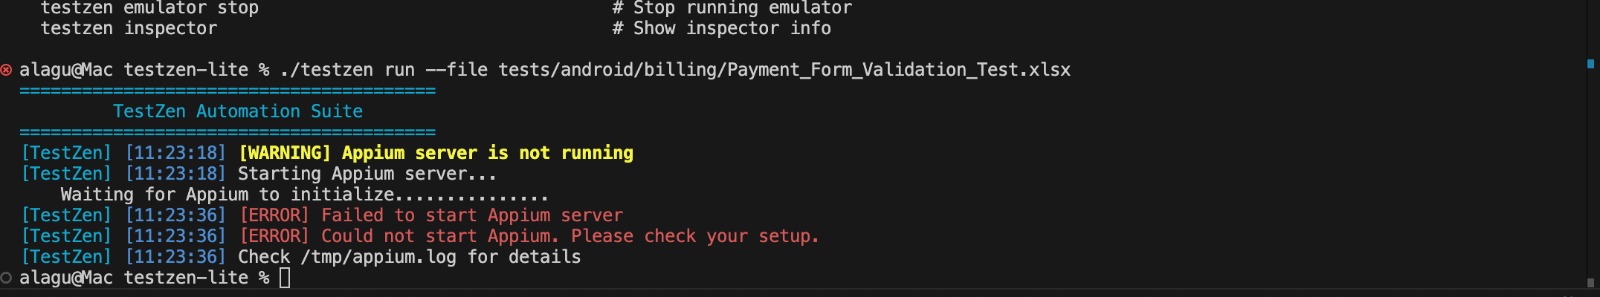 testzen emulator stop # Stop running emulator
testzen inspector # Show inspector info
alagu@Mac testzen-lite % ./testzen run --file tests/android/billing/Payment_Form_Validation_Test.xlsx
========================================
TestZen Automation Suite
========================================
[TestZen] [11:23:18] [WARNING] Appium server is not running
[TestZen] [11:23:18] Starting Appium server...
Waiting for Appium to initialize...............
[TestZen] [11:23:36] [ERROR] Failed to start Appium server
[TestZen] [11:23:36] [ERROR] Could not start Appium. Please check your setup.
[TestZen] [11:23:36] Check /tmp/appium.log for details
alagu@Mac testzen-lite %